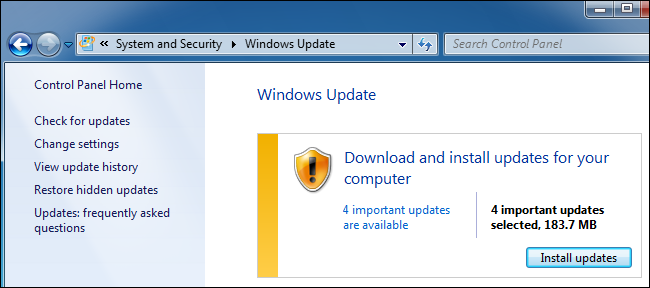 « System and Security ▸ Windows Update
Search Control Panel
Control Panel Home
Check for updates
Change settings
View update history
Restore hidden updates
Updates: frequently asked
questions
Windows Update
Download and install updates for your
computer
4 important updates
are available
4 important updates
selected, 183.7 MB
Install updates